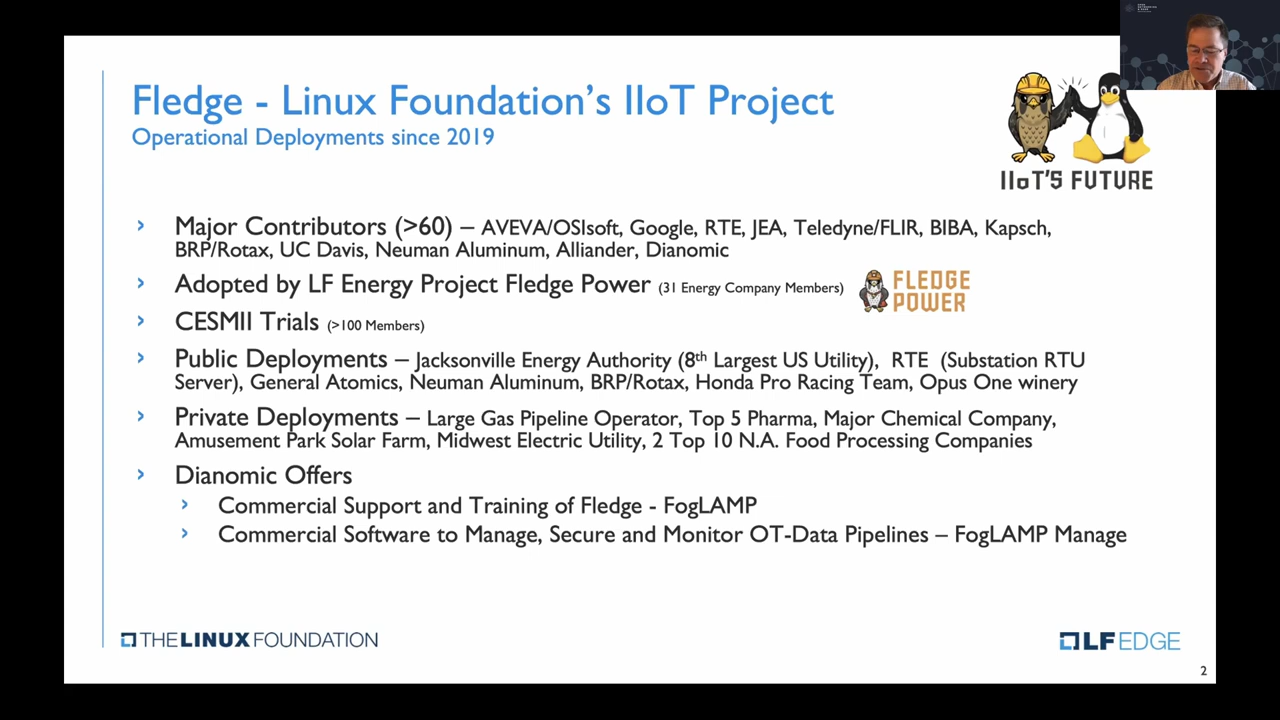 Fledge - Linux Foundation's IIoT Project
Operational Deployments since 2019
IIoT'S FUTURE
› Major Contributors (>60) – AVEVA/OSIsoft, Google, RTE, JEA, Teledyne/FLIR, BIBA, Kapsch,
BRP/Rotax, UC Davis, Neuman Aluminum, Alliander, Dianomic
› Adopted by LF Energy Project Fledge Power (31 Energy Company Members)
FLEDGE
POWER
› CESMII Trials (>100 Members)
› Public Deployments – Jacksonville Energy Authority (8th Largest US Utility), RTE (Substation RTU
Server), General Atomics, Neuman Aluminum, BRP/Rotax, Honda Pro Racing Team, Opus One winery
› Private Deployments – Large Gas Pipeline Operator, Top 5 Pharma, Major Chemical Company,
Amusement Park Solar Farm, Midwest Electric Utility, 2 Top 10 N.A. Food Processing Companies
› Dianomic Offers
› Commercial Support and Training of Fledge - FogLAMP
› Commercial Software to Manage, Secure and Monitor OT-Data Pipelines – FogLAMP Manage
THE LINUX FOUNDATION
LF EDGE
2